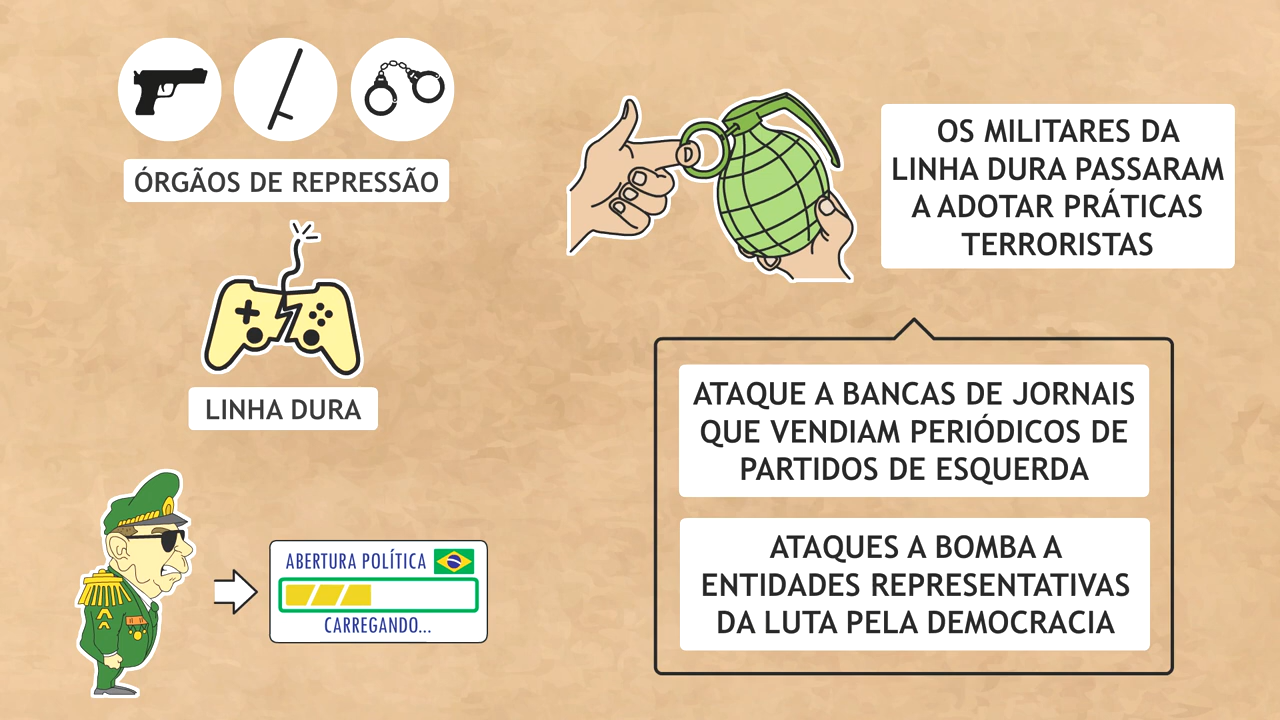 ÓRGÃOS DE REPRESSÃO
LINHA DURA
ABERTURA POLÍTICA
CARREGANDO...
OS MILITARES DA
LINHA DURA PASSARAM
A ADOTAR PRÁTICAS
TERRORISTAS
ATAQUE A BANCAS DE JORNAIS
QUE VENDIAM PERIÓDICOS DE
PARTIDOS DE ESQUERDA
ATAQUES A BOMBA A
ENTIDADES REPRESENTATIVAS
DA LUTA PELA DEMOCRACIA